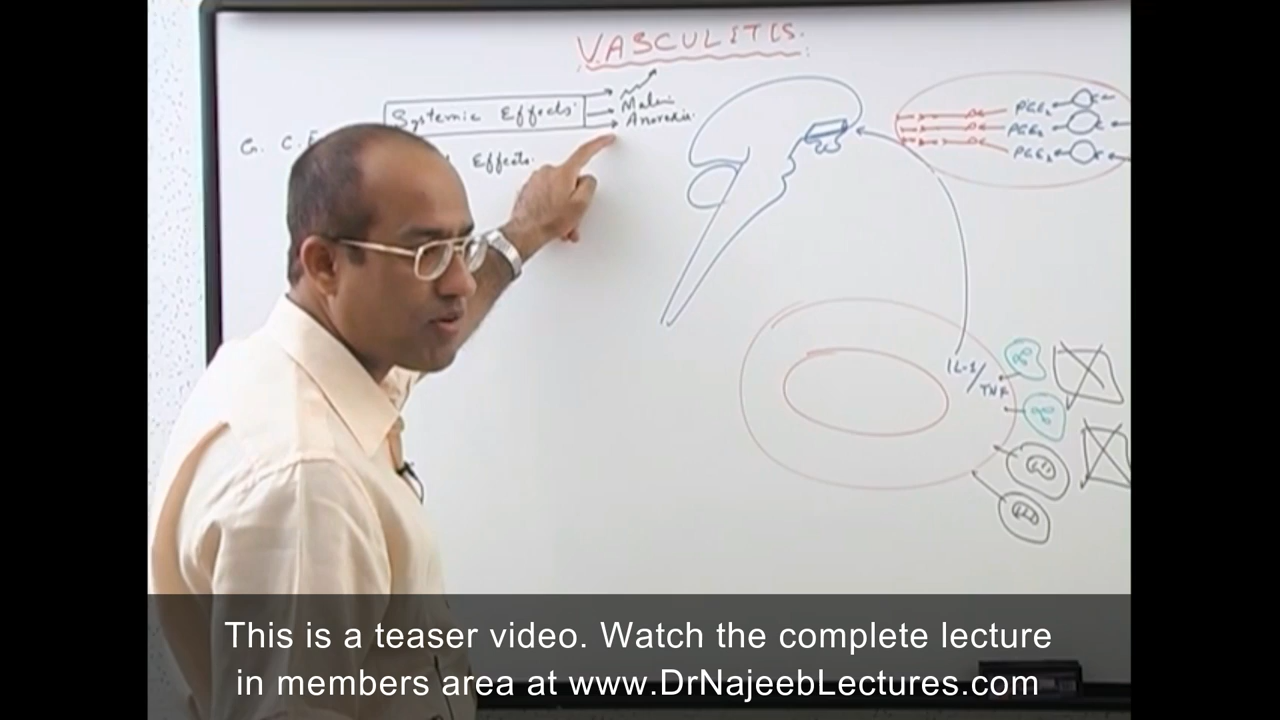 VASCULITIS.
Systemic Effects.
Malai
Anorexia.
G. C.F
Effects.
PGE₂
PGE₂
PGE₂
IL-1/
TNF
This is a teaser video. Watch the complete lecture
in members area at www.DrNajeebLectures.com